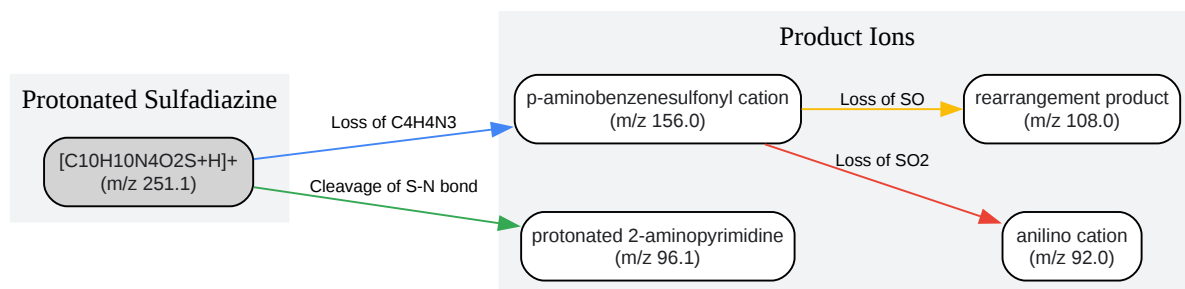 Product Ions
Protonated Sulfadiazine
[C10H10N4O2S+H]+
(m/z 251.1)
Loss of C4H4N3
Cleavage of S-N bond
p-aminobenzenesulfonyl cation
(m/z 156.0)
Loss of SO
rearrangement product
(m/z 108.0)
Loss of SO2
protonated 2-aminopyrimidine
(m/z 96.1)
anilino cation
(m/z 92.0)